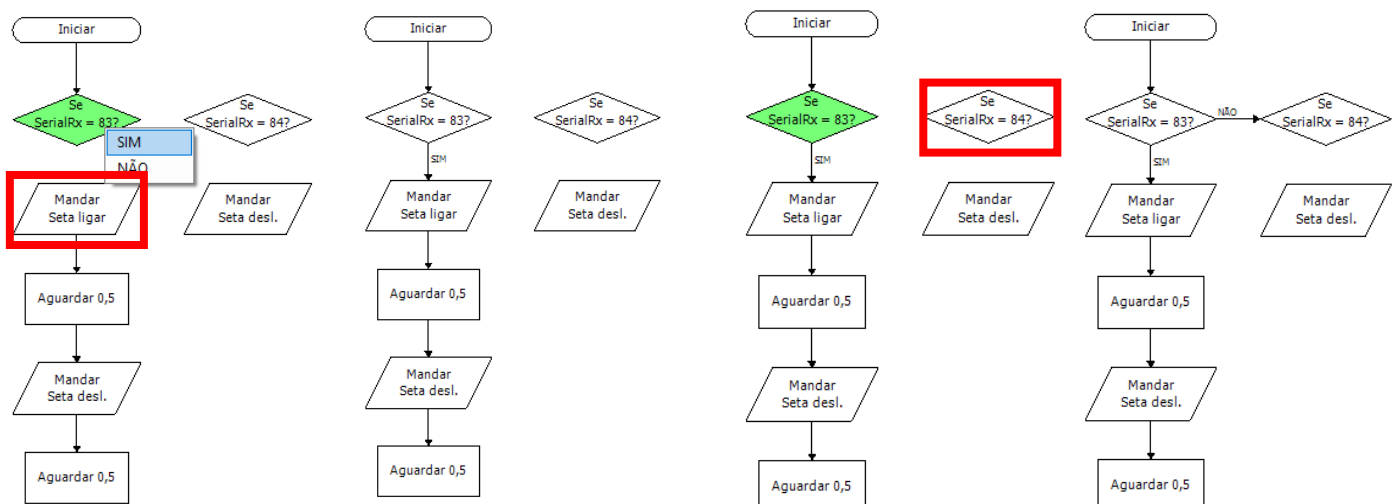 Iniciar
Se
SerialRx = 83?
SIM
NÃO
Mandar
Seta ligar
Aguardar 0,5
Mandar
Seta desl.
Aguardar 0,5
Se
SerialRx = 84?
Mandar
Seta desl.
Iniciar
Se
SerialRx = 83?
SIM
Mandar
Seta ligar
Aguardar 0,5
Mandar
Seta desl.
Aguardar 0,5
Se
SerialRx = 84?
Mandar
Seta desl.
Iniciar
Se
SerialRx = 83?
SIM
Mandar
Seta ligar
Aguardar 0,5
Mandar
Seta desl.
Aguardar 0,5
Se
SerialRx = 84?
Mandar
Seta desl.
Iniciar
Se
SerialRx = 83?
NÃO
SIM
Mandar
Seta ligar
Aguardar 0,5
Mandar
Seta desl.
Aguardar 0,5
Se
SerialRx = 84?
Mandar
Seta desl.